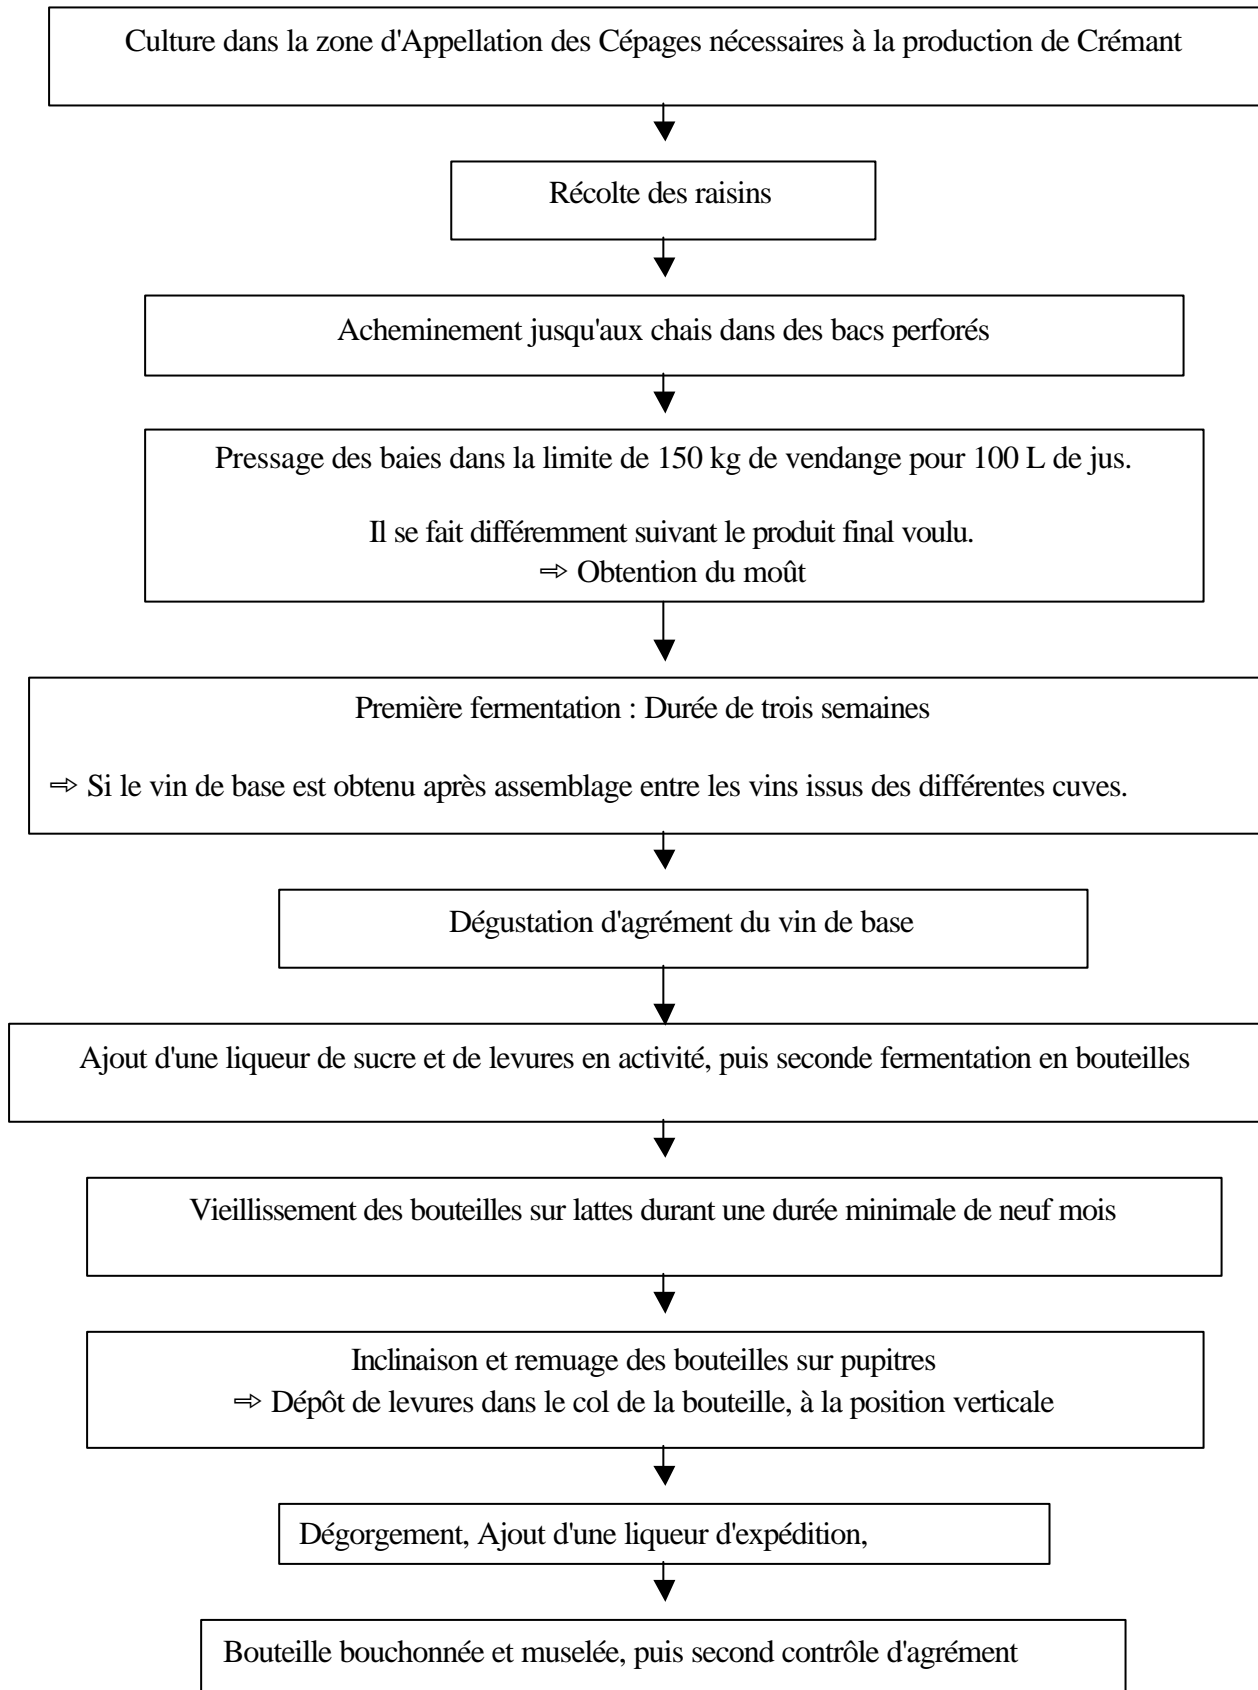 Culture dans la zone d'Appellation des Cépages nécessaires à la production de Crémant
Récolte des raisins
Acheminement jusqu'aux chais dans des bacs perforés
Pressage des baies dans la limite de 150 kg de vendange pour 100 L de jus.
Il se fait différemment suivant le produit final voulu.
⇨ Obtention du moût
Première fermentation : Durée de trois semaines
⇨ Si le vin de base est obtenu après assemblage entre les vins issus des différentes cuves.
Dégustation d'agrément du vin de base
Ajout d'une liqueur de sucre et de levures en activité, puis seconde fermentation en bouteilles
Vieillissement des bouteilles sur lattes durant une durée minimale de neuf mois
Inclinaison et remuage des bouteilles sur pupitres
⇨ Dépôt de levures dans le col de la bouteille, à la position verticale
Dégorgement, Ajout d'une liqueur d'expédition,
Bouteille bouchonnée et muselée, puis second contrôle d'agrément